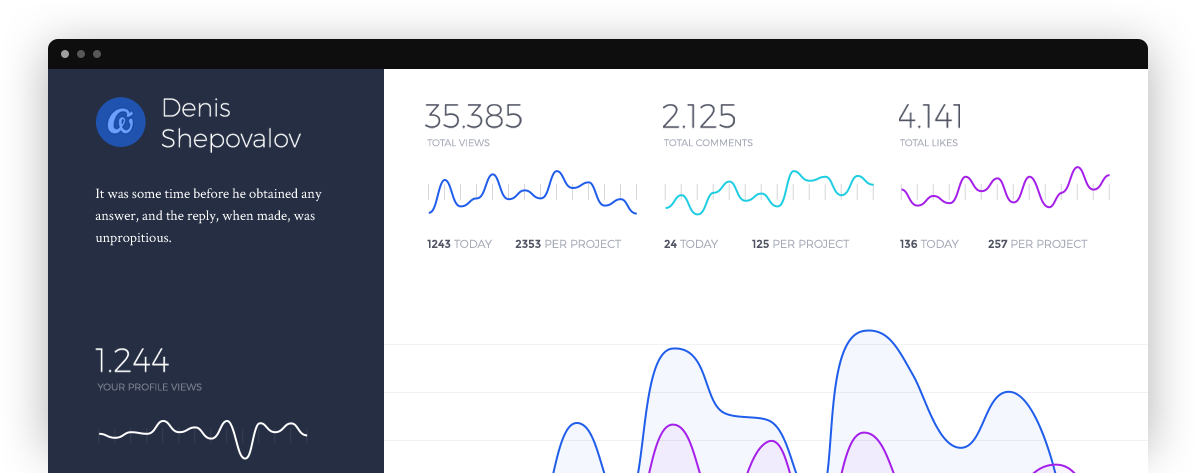 Denis
Shepovalov
It was some time before he obtained any
answer, and the reply, when made, was
unpropitious.
1.244
YOUR PROFILE VIEWS
35.385
TOTAL VIEWS
1243 TODAY 2353 PER PROJECT
2.125
TOTAL COMMENTS
24 TODAY 125 PER PROJECT
4.141
TOTAL LIKES
136 TODAY 257 PER PROJECT